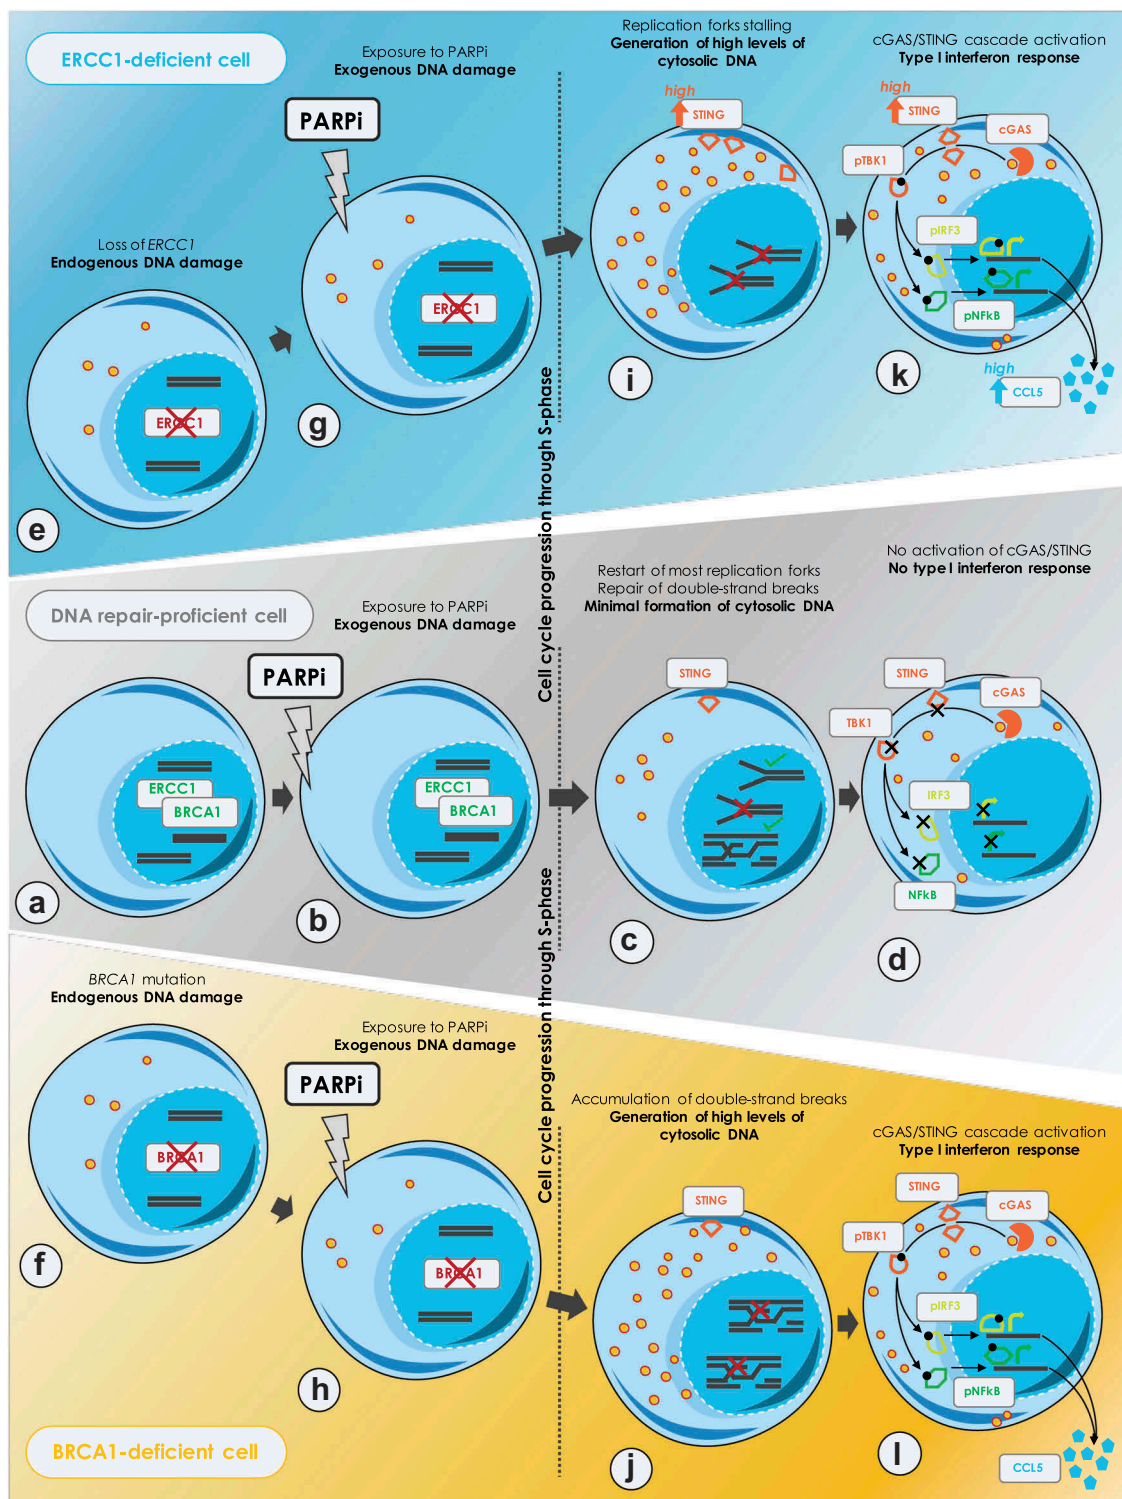 ERCC1-deficient cell
Exposure to PARPi
Exogenous DNA damage
PARPi
Loss of ERCC1
Endogenous DNA damage
ERCC1
ERCC1
e
g
Replication forks stalling
Generation of high levels of
cytosolic DNA
high
STING
i
cGAS/STING cascade activation
Type I interferon response
high
STING
cGAS
pTBK1
pIRF3
pNFkB
k
high
CCL5
Cell cycle progression through S-phase
DNA repair-proficient cell
Exposure to PARPi
Exogenous DNA damage
PARPi
ERCC1
BRCA1
ERCC1
BRCA1
a
b
Restart of most replication forks
Repair of double-strand breaks
Minimal formation of cytosolic DNA
STING
c
No activation of cGAS/STING
No type I interferon response
STING
cGAS
TBK1
IRF3
NFkB
d
Cell cycle progression through S-phase
BRCA1 mutation
Endogenous DNA damage
Exposure to PARPi
Exogenous DNA damage
PARPi
BRCA1
BRCA1
f
h
Accumulation of double-strand breaks
Generation of high levels of
cytosolic DNA
STING
j
cGAS/STING cascade activation
Type I interferon response
STING
cGAS
pTBK1
pIRF3
pNFkB
l
CCL5
BRCA1-deficient cell